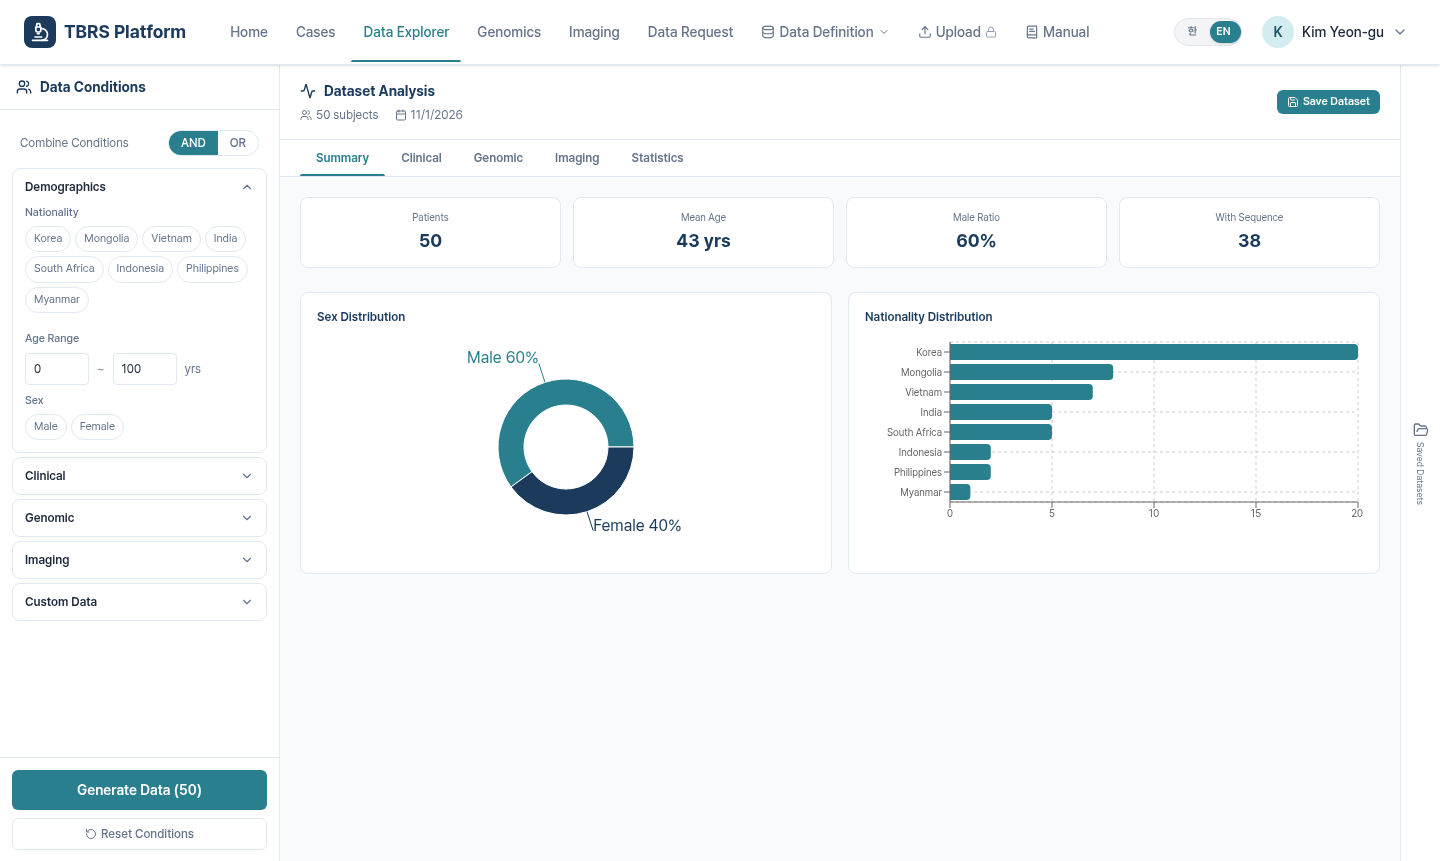 TBRS Platform
Home
Cases
Data Explorer
Genomics
Imaging
Data Request
Data Definition
Upload
Manual
한
EN
K
Kim Yeon-gu
Data Conditions
Combine Conditions
AND
OR
Demographics
Nationality
Korea
Mongolia
Vietnam
India
South Africa
Indonesia
Philippines
Myanmar
Age Range
0
~
100
yrs
Sex
Male
Female
Clinical
Genomic
Imaging
Custom Data
Generate Data (50)
Reset Conditions
Dataset Analysis
50 subjects
11/1/2026
Save Dataset
Summary
Clinical
Genomic
Imaging
Statistics
Patients
50
Mean Age
43 yrs
Male Ratio
60%
With Sequence
38
Sex Distribution
Male 60%
Female 40%
Nationality Distribution
Korea
Mongolia
Vietnam
India
South Africa
Indonesia
Philippines
Myanmar
0
5
10
15
20
Saved Datasets